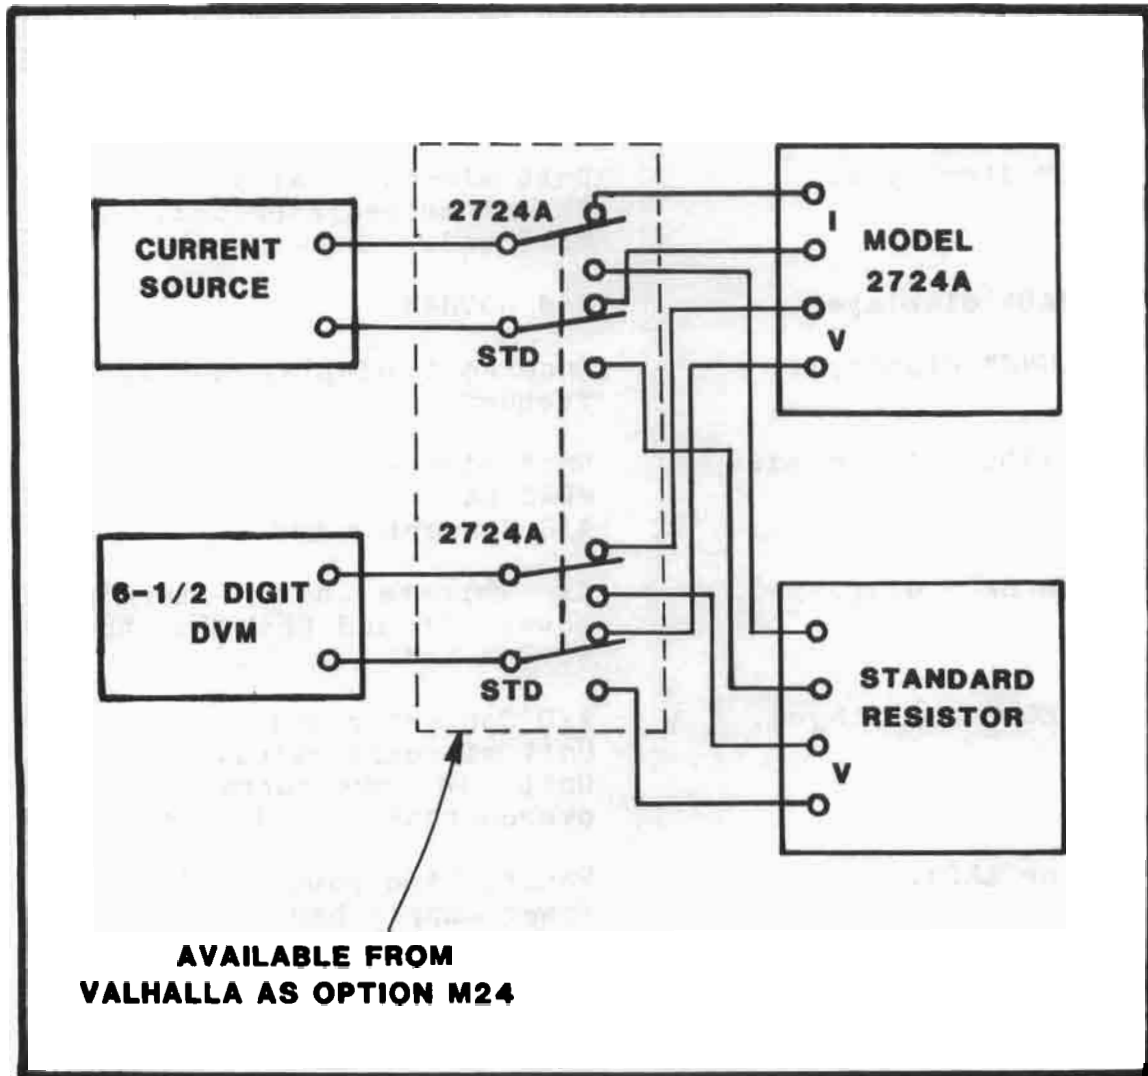 2724A
CURRENT
SOURCE
I
MODEL
2724A
V
STD
2724A
6-1/2 DIGIT
DVM
STD
STANDARD
RESISTOR
V
AVAILABLE FROM
VALHALLA AS OPTION M24